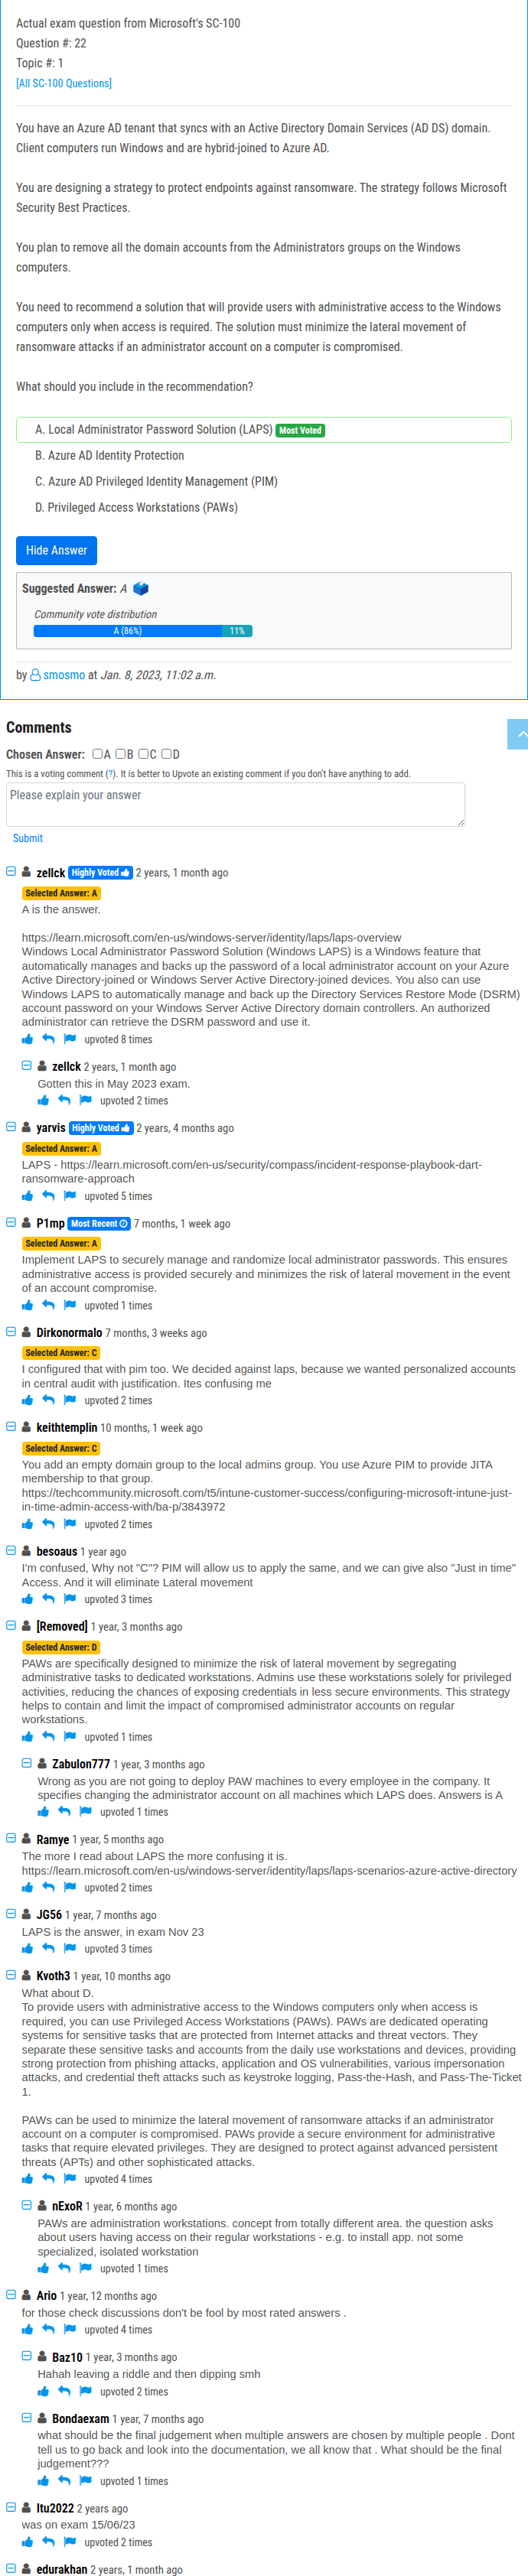 Actual exam question from Microsoft's SC-100
Question #: 22
Topic #: 1
[All SC-100 Questions]
You have an Azure AD tenant that syncs with an Active Directory Domain Services (AD DS) domain.
Client computers run Windows and are hybrid-joined to Azure AD.
You are designing a strategy to protect endpoints against ransomware. The strategy follows Microsoft
Security Best Practices.
You plan to remove all the domain accounts from the Administrators groups on the Windows
computers.
You need to recommend a solution that will provide users with administrative access to the Windows
computers only when access is required. The solution must minimize the lateral movement of
ransomware attacks if an administrator account on a computer is compromised.
What should you include in the recommendation?
A. Local Administrator Password Solution (LAPS) Most Voted
B. Azure AD Identity Protection
C. Azure AD Privileged Identity Management (PIM)
D. Privileged Access Workstations (PAWs)
Hide Answer
Suggested Answer: A
Community vote distribution
A (86%) 11%
by smosmo at Jan. 8, 2023, 11:02 a.m.
Comments
Chosen Answer: A B C D
This is a voting comment (?). It is better to Upvote an existing comment if you don't have anything to add.
Please explain your answer
Submit
zellck Highly Voted 2 years, 1 month ago
Selected Answer: A
A is the answer.
https://learn.microsoft.com/en-us/windows-server/identity/laps/laps-overview
Windows Local Administrator Password Solution (Windows LAPS) is a Windows feature that
automatically manages and backs up the password of a local administrator account on your Azure
Active Directory-joined or Windows Server Active Directory-joined devices. You also can use
Windows LAPS to automatically manage and back up the Directory Services Restore Mode (DSRM)
account password on your Windows Server Active Directory domain controllers. An authorized
administrator can retrieve the DSRM password and use it.
upvoted 8 times
zellck 2 years, 1 month ago
Gotten this in May 2023 exam.
upvoted 2 times
yarvis Highly Voted 2 years, 4 months ago
Selected Answer: A
LAPS - https://learn.microsoft.com/en-us/security/compass/incident-response-playbook-dart-
ransomware-approach
upvoted 5 times
P1mp Most Recent 7 months, 1 week ago
Selected Answer: A
Implement LAPS to securely manage and randomize local administrator passwords. This ensures
administrative access is provided securely and minimizes the risk of lateral movement in the event
of an account compromise.
upvoted 1 times
Dirkonormalo 7 months, 3 weeks ago
Selected Answer: C
I configured that with pim too. We decided against laps, because we wanted personalized accounts
in central audit with justification. Ites confusing me
upvoted 2 times
keithtemplin 10 months, 1 week ago
Selected Answer: C
You add an empty domain group to the local admins group. You use Azure PIM to provide JITA
membership to that group.
https://techcommunity.microsoft.com/t5/intune-customer-success/configuring-microsoft-intune-just-
in-time-admin-access-with/ba-p/3843972
upvoted 2 times
besoaus 1 year ago
I'm confused, Why not "C"? PIM will allow us to apply the same, and we can give also "Just in time"
Access. And it will eliminate Lateral movement
upvoted 3 times
[Removed] 1 year, 3 months ago
Selected Answer: D
PAWs are specifically designed to minimize the risk of lateral movement by segregating
administrative tasks to dedicated workstations. Admins use these workstations solely for privileged
activities, reducing the chances of exposing credentials in less secure environments. This strategy
helps to contain and limit the impact of compromised administrator accounts on regular
workstations.
upvoted 1 times
Zabulon777 1 year, 3 months ago
Wrong as you are not going to deploy PAW machines to every employee in the company. It
specifies changing the administrator account on all machines which LAPS does. Answers is A
upvoted 1 times
Ramye 1 year, 5 months ago
The more I read about LAPS the more confusing it is.
https://learn.microsoft.com/en-us/windows-server/identity/laps/laps-scenarios-azure-active-directory
upvoted 2 times
JG56 1 year, 7 months ago
LAPS is the answer, in exam Nov 23
upvoted 3 times
Kvoth3 1 year, 10 months ago
What about D.
To provide users with administrative access to the Windows computers only when access is
required, you can use Privileged Access Workstations (PAWs). PAWs are dedicated operating
systems for sensitive tasks that are protected from Internet attacks and threat vectors. They
separate these sensitive tasks and accounts from the daily use workstations and devices, providing
strong protection from phishing attacks, application and OS vulnerabilities, various impersonation
attacks, and credential theft attacks such as keystroke logging, Pass-the-Hash, and Pass-The-Ticket
1.
PAWs can be used to minimize the lateral movement of ransomware attacks if an administrator
account on a computer is compromised. PAWs provide a secure environment for administrative
tasks that require elevated privileges. They are designed to protect against advanced persistent
threats (APTs) and other sophisticated attacks.
upvoted 4 times
nExoR 1 year, 6 months ago
PAWs are administration workstations. concept from totally different area. the question asks
about users having access on their regular workstations - e.g. to install app. not some
specialized, isolated workstation
upvoted 1 times
Ario 1 year, 12 months ago
for those check discussions don't be fool by most rated answers .
upvoted 4 times
Baz10 1 year, 3 months ago
Hahah leaving a riddle and then dipping smh
upvoted 2 times
Bondaexam 1 year, 7 months ago
what should be the final judgement when multiple answers are chosen by multiple people . Dont
tell us to go back and look into the documentation, we all know that . What should be the final
judgement???
upvoted 1 times
Itu2022 2 years ago
was on exam 15/06/23
upvoted 2 times
edurakhan 2 years, 1 month ago